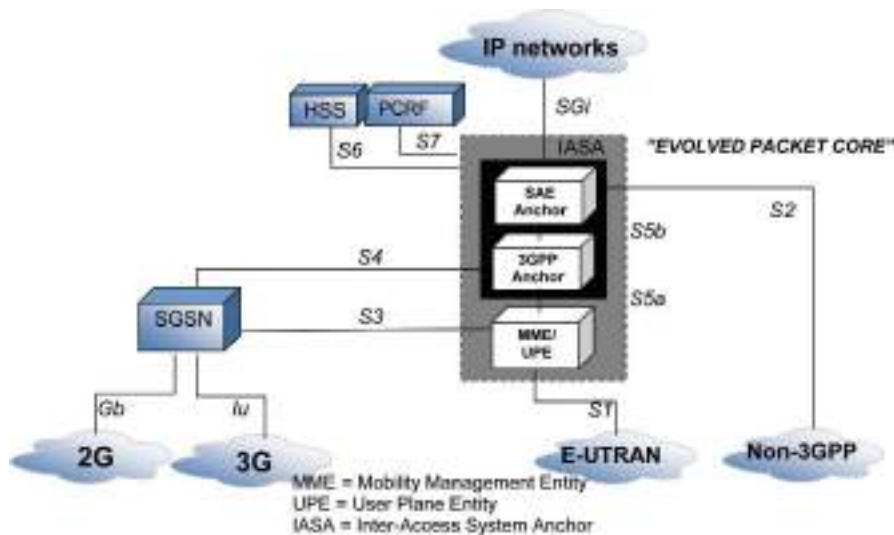 IP networks
HSS
PCRF
SGi
S6
S7
IASA
"EVOLVED PACKET CORE"
SAE
Anchor
S2
S5b
S4
3GPP
Anchor
S5a
SGSN
S3
MME/
UPE
Gb
Iu
S1
2G
3G
E-UTRAN
Non-3GPP
MME = Mobility Management Entity
UPE = User Plane Entity
IASA = Inter-Access System Anchor